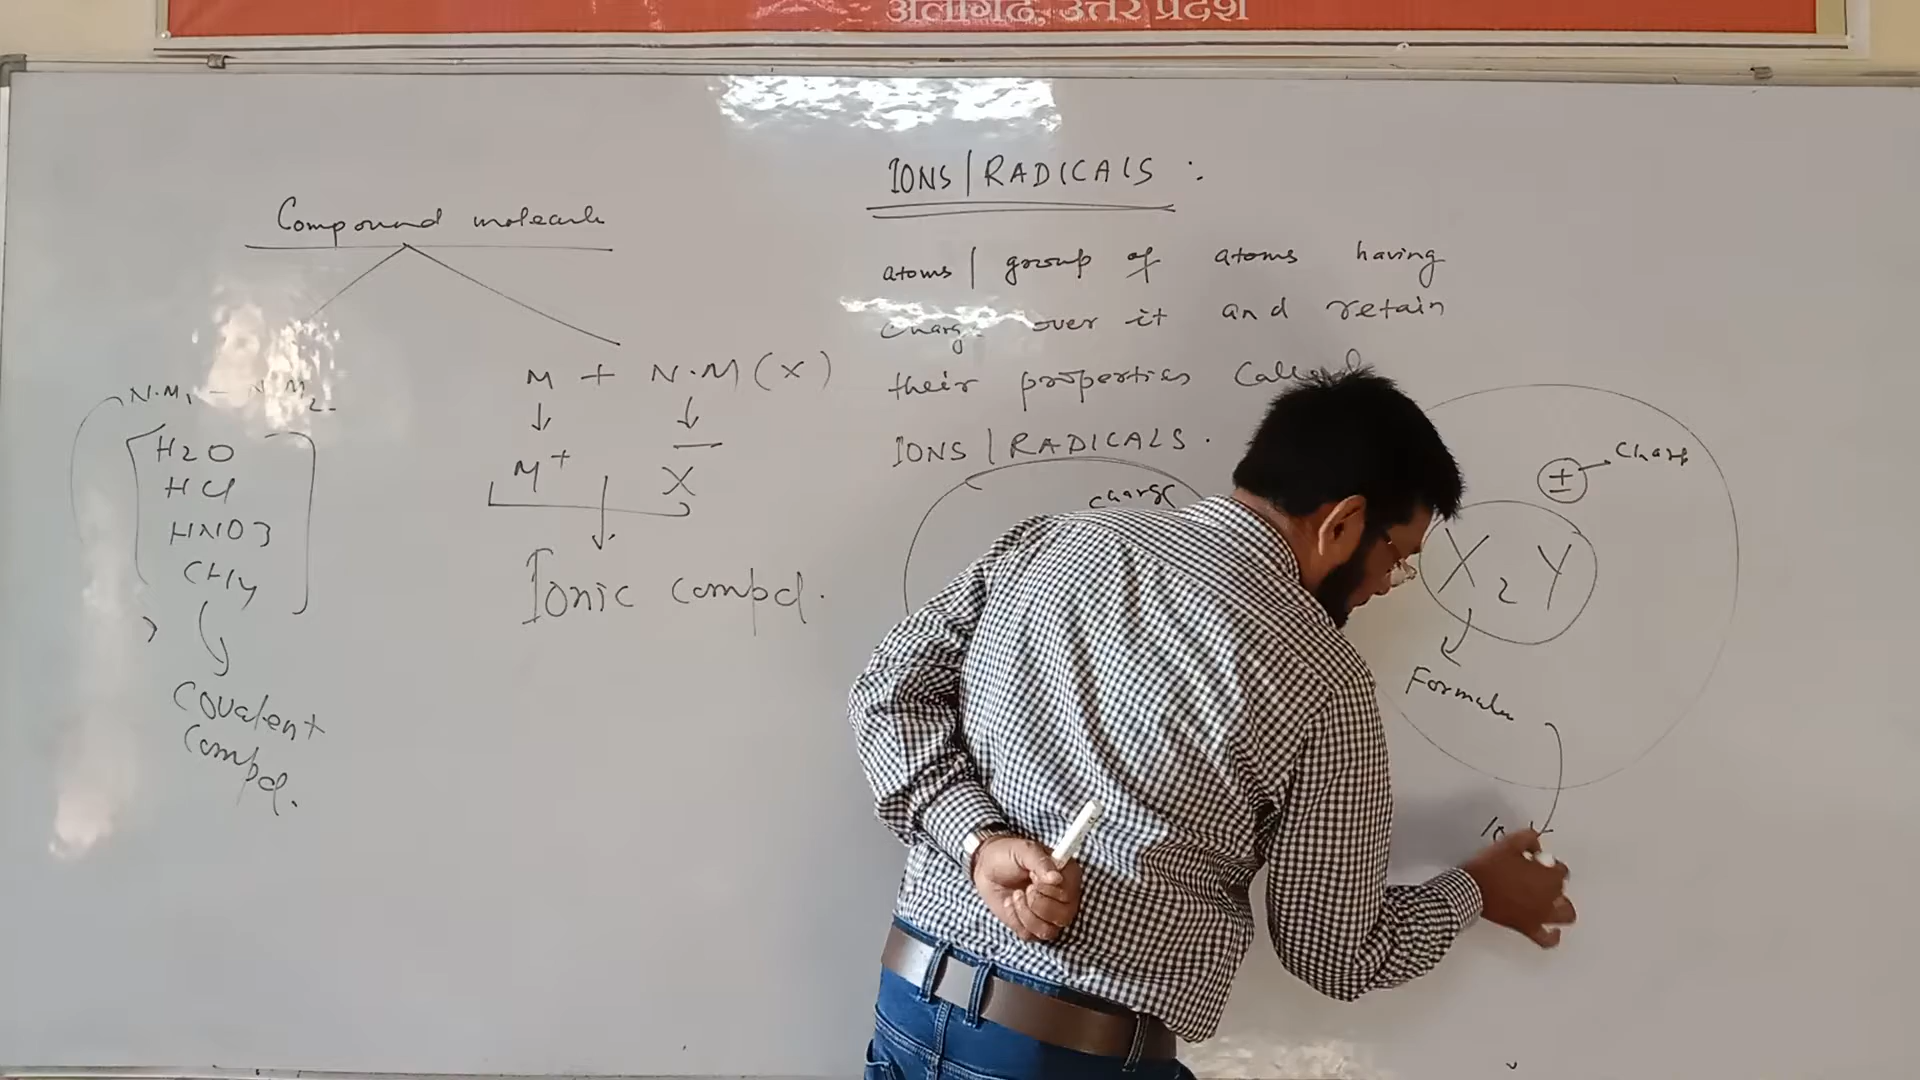 अलीगढ़, उत्तर प्रदेश
Compound molecule
N.M₁ - N.M₂
H2O
HCl
HNO3
CH4
Covalent
Compd.
M + N.M (X)
M⁺ X⁻
Ionic compd.
IONS | RADICALS :
atoms | group of atoms having
charge over it and retain
their properties called
IONS | RADICALS.
charge
± Charge
X₂Y
Formula